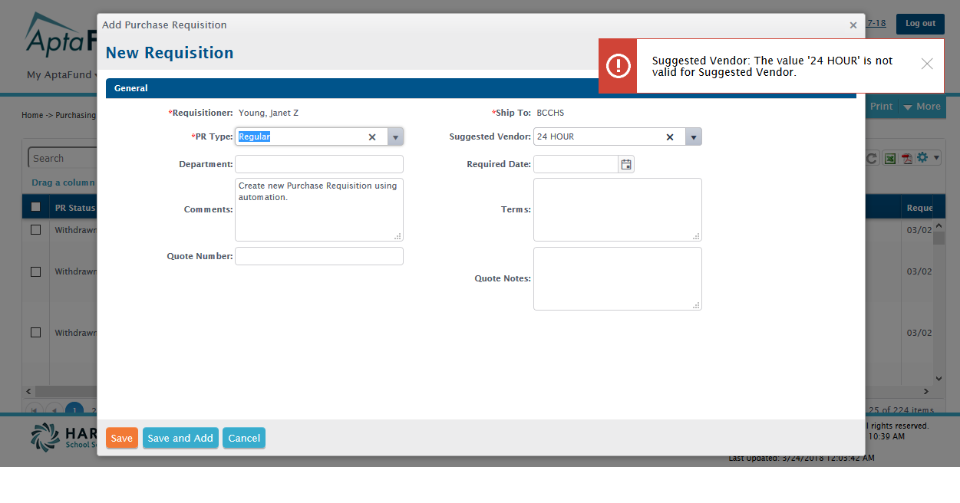 Add Purchase Requisition
×
7-18
Log out
AptaF
New Requisition
Suggested Vendor: The value '24 HOUR' is not
valid for Suggested Vendor.
My AptaFund
General
Print
More
Home -> Purchasing
*Requisitioner: Young, Janet Z
*Ship To: BCCHS
*PR Type: Regular
Suggested Vendor: 24 HOUR
Search
Department:
Required Date:
Drag a column
Create new Purchase Requisition using
automation.
Comments:
Terms:
PR Status
Reque
Withdrawn
03/02
Quote Number:
Quote Notes:
Withdrawn
03/02
Withdrawn
03/02
1
2
25 of 224 items
HAR
School S
Save
Save and Add
Cancel
l rights reserved.
10:39 AM
Last Updated: 3/24/2018 12:03:42 AM